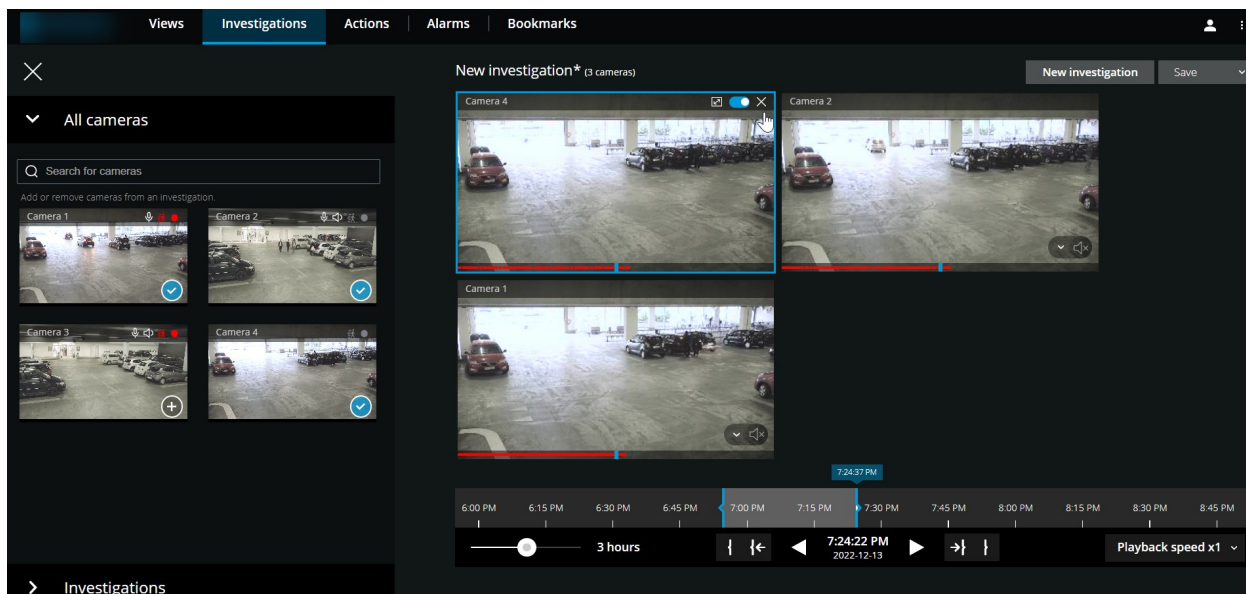 Views Investigations Actions Alarms Bookmarks
New investigation* (3 cameras)
New investigation Save
All cameras
Search for cameras
Add or remove cameras from an investigation.
Camera 1
Camera 2
Camera 3
Camera 4
Camera 4
Camera 2
Camera 1
7:24:37 PM
6:00 PM 6:15 PM 6:30 PM 6:45 PM 7:00 PM 7:15 PM 7:30 PM 7:45 PM 8:00 PM 8:15 PM 8:30 PM 8:45 PM
3 hours
7:24:22 PM
2022-12-13
Playback speed x1
Investigations